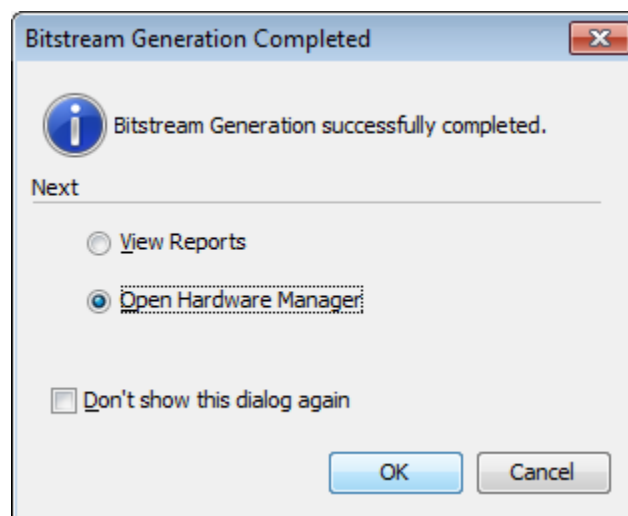 Bitstream Generation Completed
Bitstream Generation successfully completed.
Next
View Reports
Open Hardware Manager
Don't show this dialog again
OK
Cancel